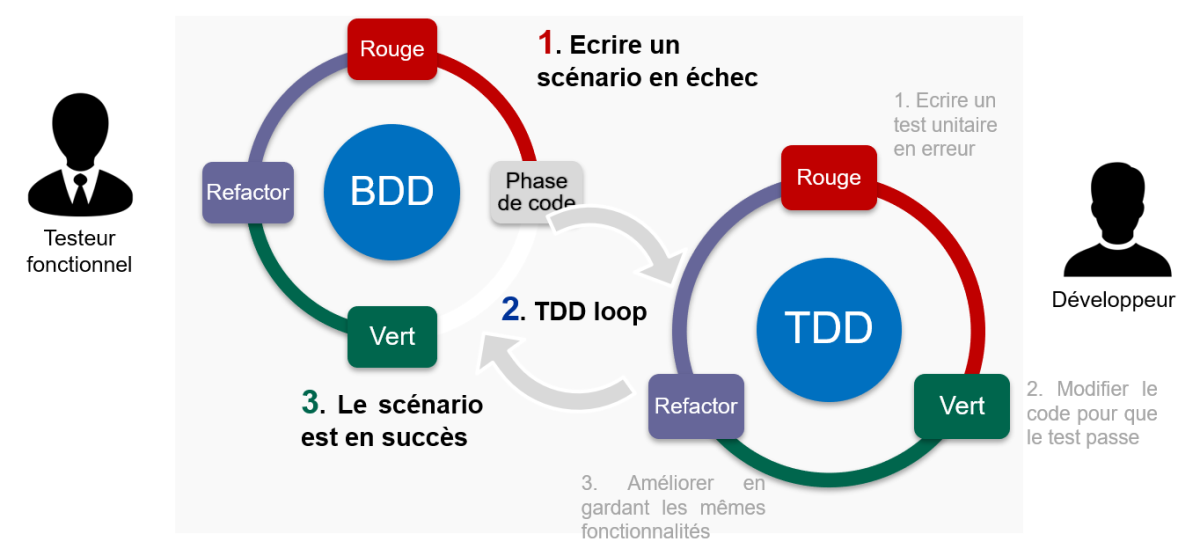 Rouge
1. Ecrire un
scénario en échec
Testeur
fonctionnel
Refactor
BDD
Phase
de code
2. TDD loop
Vert
3. Le scénario
est en succès
1. Ecrire un
test unitaire
en erreur
Rouge
TDD
Développeur
Refactor
Vert
2. Modifier le
code pour que
le test passe
3. Améliorer en
gardant les mêmes
fonctionnalités